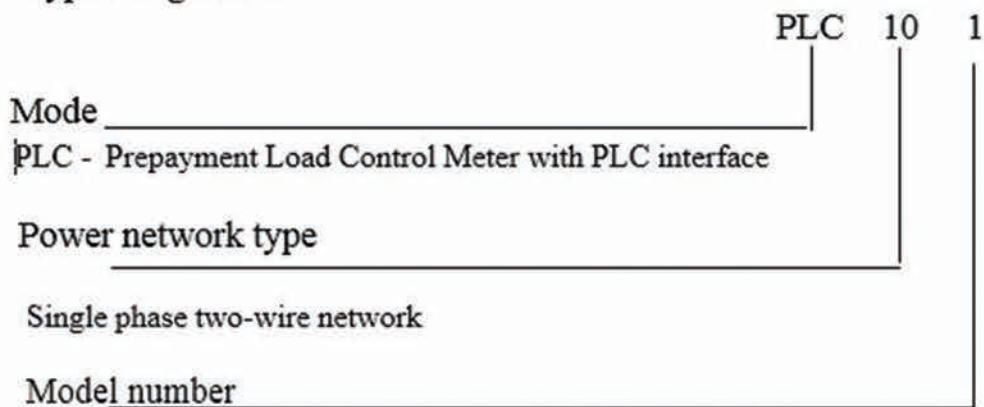 PLC 10 1
Mode
PLC - Prepayment Load Control Meter with PLC interface
Power network type
Single phase two-wire network
Model number